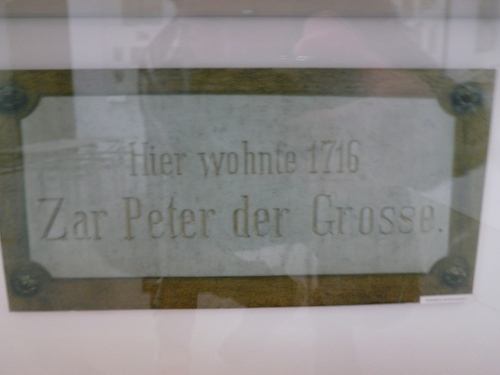 Hier wohnte 1716
Zar Peter der Grosse.